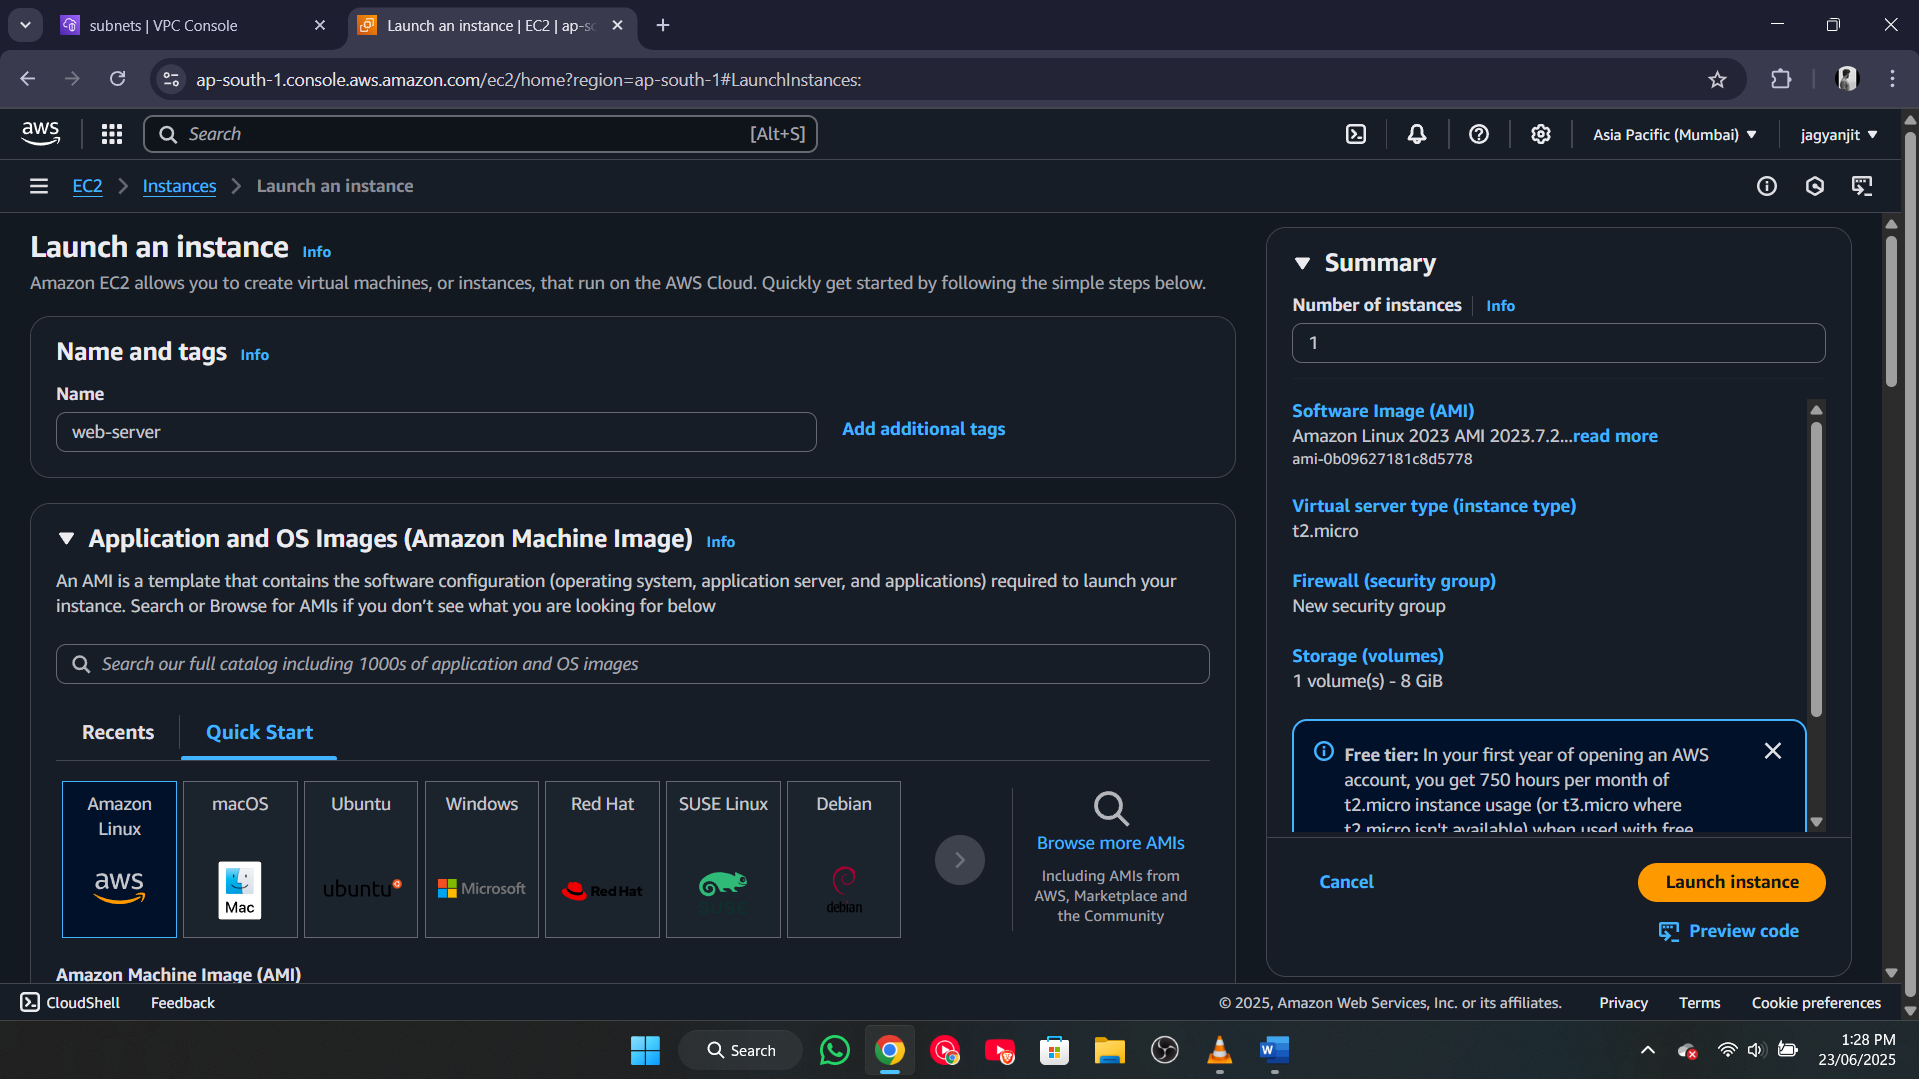 subnets | VPC Console
Launch an instance | EC2 | ap-so
ap-south-1.console.aws.amazon.com/ec2/home?region=ap-south-1#LaunchInstances:
aws
Search
[Alt+S]
Asia Pacific (Mumbai)
jagyanjit
EC2
Instances
Launch an instance
Launch an instance Info
Amazon EC2 allows you to create virtual machines, or instances, that run on the AWS Cloud. Quickly get started by following the simple steps below.
Name and tags Info
Name
web-server
Add additional tags
Application and OS Images (Amazon Machine Image) Info
An AMI is a template that contains the software configuration (operating system, application server, and applications) required to launch your
instance. Search or Browse for AMIs if you don’t see what you are looking for below
Search our full catalog including 1000s of application and OS images
Recents
Quick Start
Amazon
Linux
aws
macOS
Mac
Ubuntu
ubuntu
Windows
Microsoft
Red Hat
Red Hat
SUSE Linux
SUSE
Debian
debian
Browse more AMIs
Including AMIs from
AWS, Marketplace and
the Community
Amazon Machine Image (AMI)
Summary
Number of instances Info
1
Software Image (AMI)
Amazon Linux 2023 AMI 2023.7.2...read more
ami-0b09627181c8d5778
Virtual server type (instance type)
t2.micro
Firewall (security group)
New security group
Storage (volumes)
1 volume(s) - 8 GiB
Free tier: In your first year of opening an AWS
account, you get 750 hours per month of
t2.micro instance usage (or t3.micro where
t2.micro isn't available) when used with free
Cancel
Launch instance
Preview code
CloudShell
Feedback
© 2025, Amazon Web Services, Inc. or its affiliates.
Privacy
Terms
Cookie preferences
Search
1:28 PM
23/06/2025